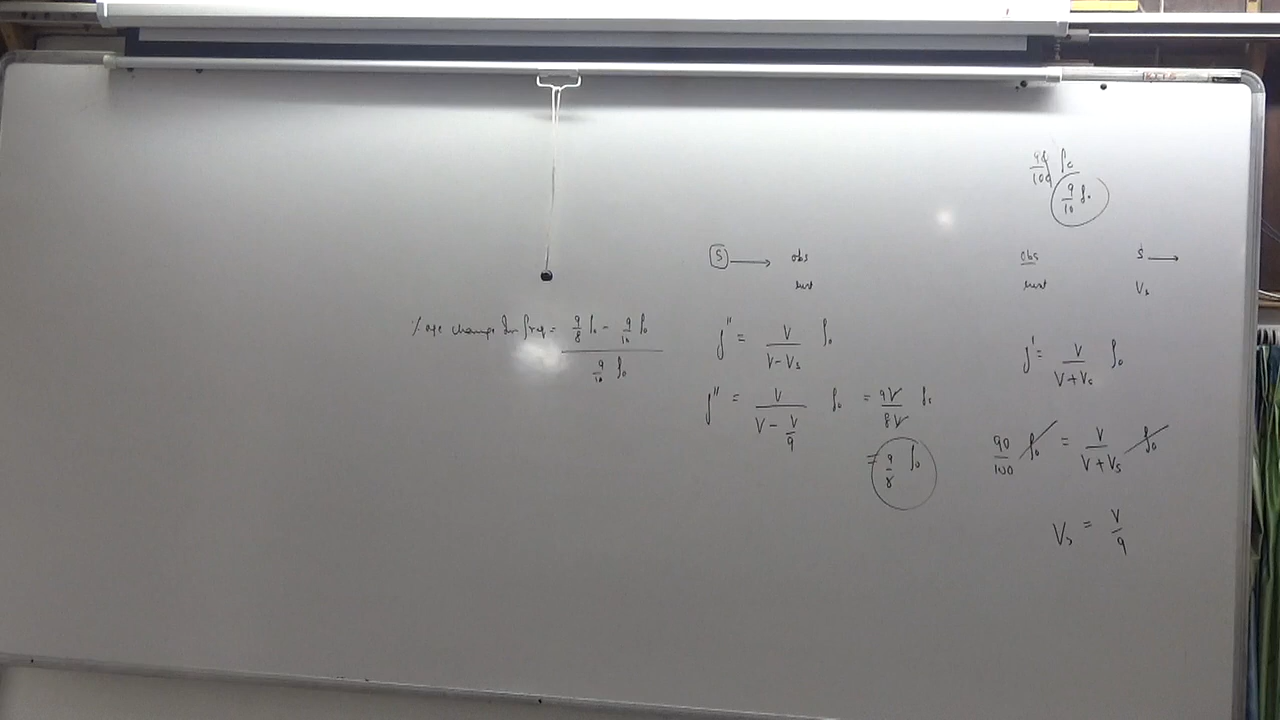 90/100 f₀
9/10 f₀
S ⟶ obs
rest
f'' = V/(V - Vs) f₀
f'' = V/(V - V/9) f₀ = 9V/8V f₀
= 9/8 f₀
obs S ⟶
rest Vs
f' = V/(V + Vs) f₀
90/100 f₀ = V/(V + Vs) f₀
Vs = V/9
%age change In freq = (9/8 f₀ - 9/10 f₀)/(9/10 f₀)